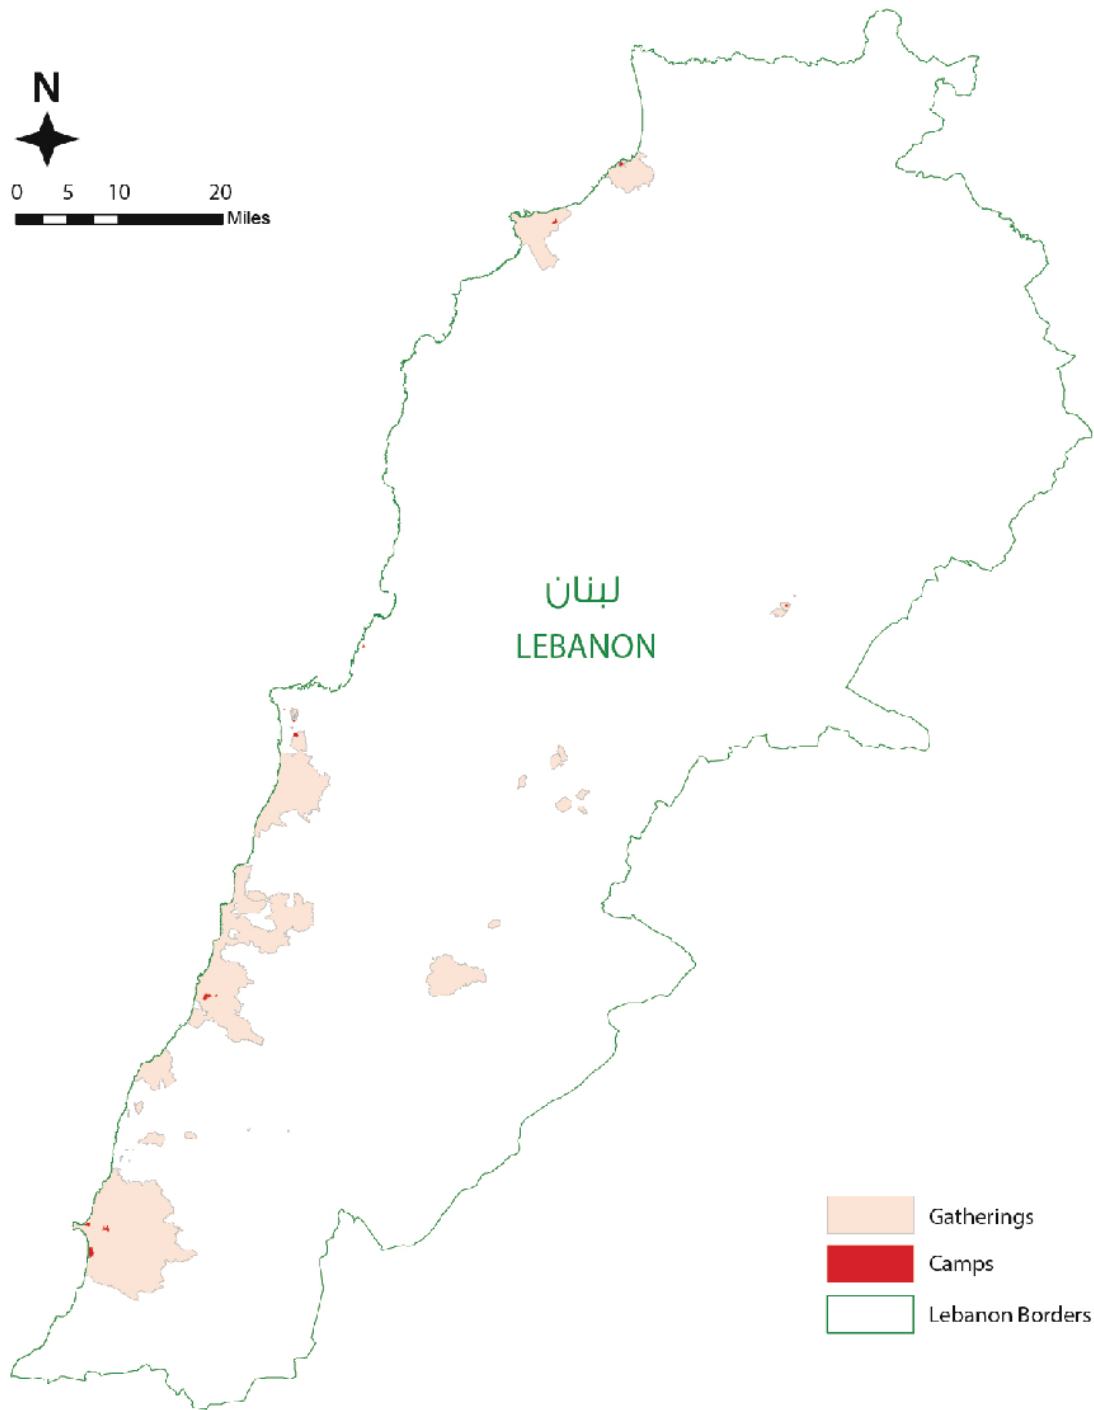 N
0 5 10 20
Miles
لبنان
LEBANON
Gatherings
Camps
Lebanon Borders